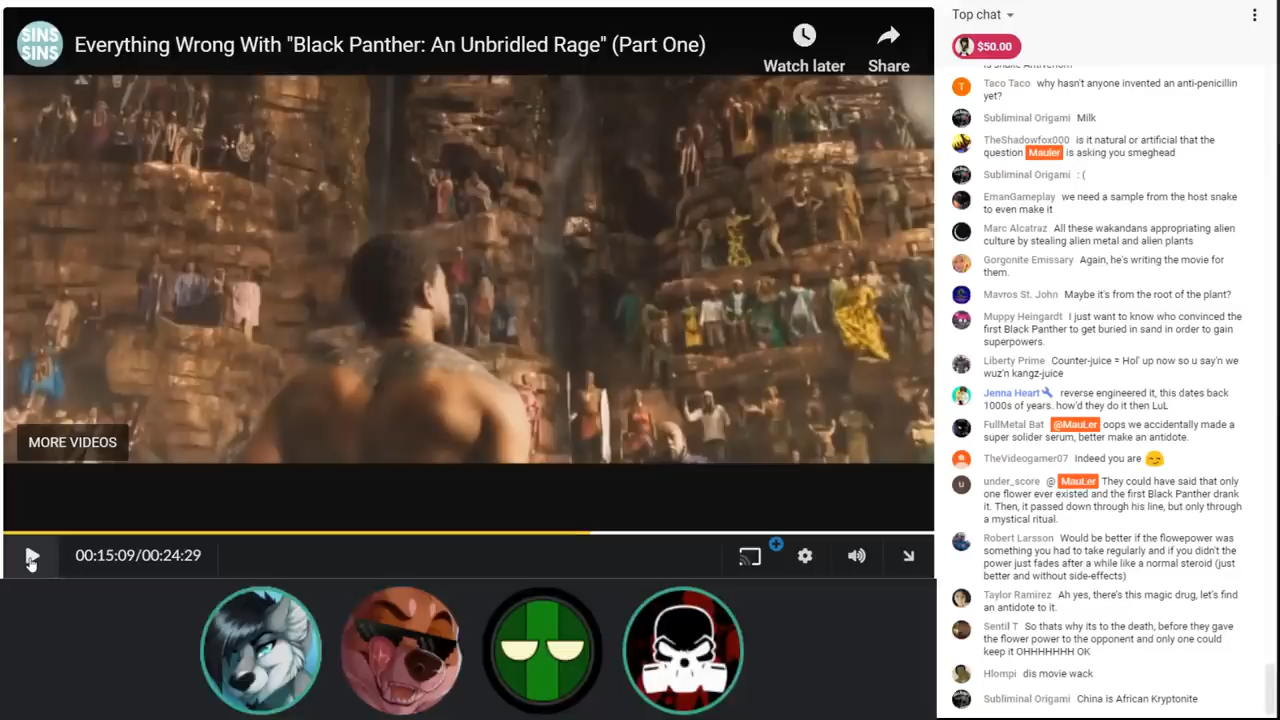 SINS
SINS
Everything Wrong With "Black Panther: An Unbridled Rage" (Part One)
Watch later
Share
MORE VIDEOS
00:15:09/00:24:29
Top chat
$50.00
T
Taco Taco why hasn't anyone invented an anti-penicillin
yet?
Subliminal Origami Milk
TheShadowfox000 is it natural or artificial that the
question Mauler is asking you smeghead
Subliminal Origami : (
EmanGameplay we need a sample from the host snake
to even make it
Marc Alcatraz All these wakandans appropriating alien
culture by stealing alien metal and alien plants
Gorgonite Emissary Again, he's writing the movie for
them.
Mavros St. John Maybe it's from the root of the plant?
Muppy Heingardt I just want to know who convinced the
first Black Panther to get buried in sand in order to gain
superpowers.
Liberty Prime Counter-juice = Hol' up now so u say'n we
wuz'n kangz-juice
Jenna Heart reverse engineered it, this dates back
1000s of years. how'd they do it then LuL
FullMetal Bat @MauLer oops we accidentally made a
super solider serum, better make an antidote.
TheVideogamer07 Indeed you are
U
under_score @ MauLer They could have said that only
one flower ever existed and the first Black Panther drank
it. Then, it passed down through his line, but only through
a mystical ritual.
Robert Larsson Would be better if the flowepower was
something you had to take regularly and if you didn't the
power just fades after a while like a normal steroid (just
better and without side-effects)
Taylor Ramirez Ah yes, there's this magic drug, let's find
an antidote to it.
Sentil T So thats why its to the death, before they gave
the flower power to the opponent and only one could
keep it OHHHHHHH OK
Hlompi dis movie wack
Subliminal Origami China is African Kryptonite